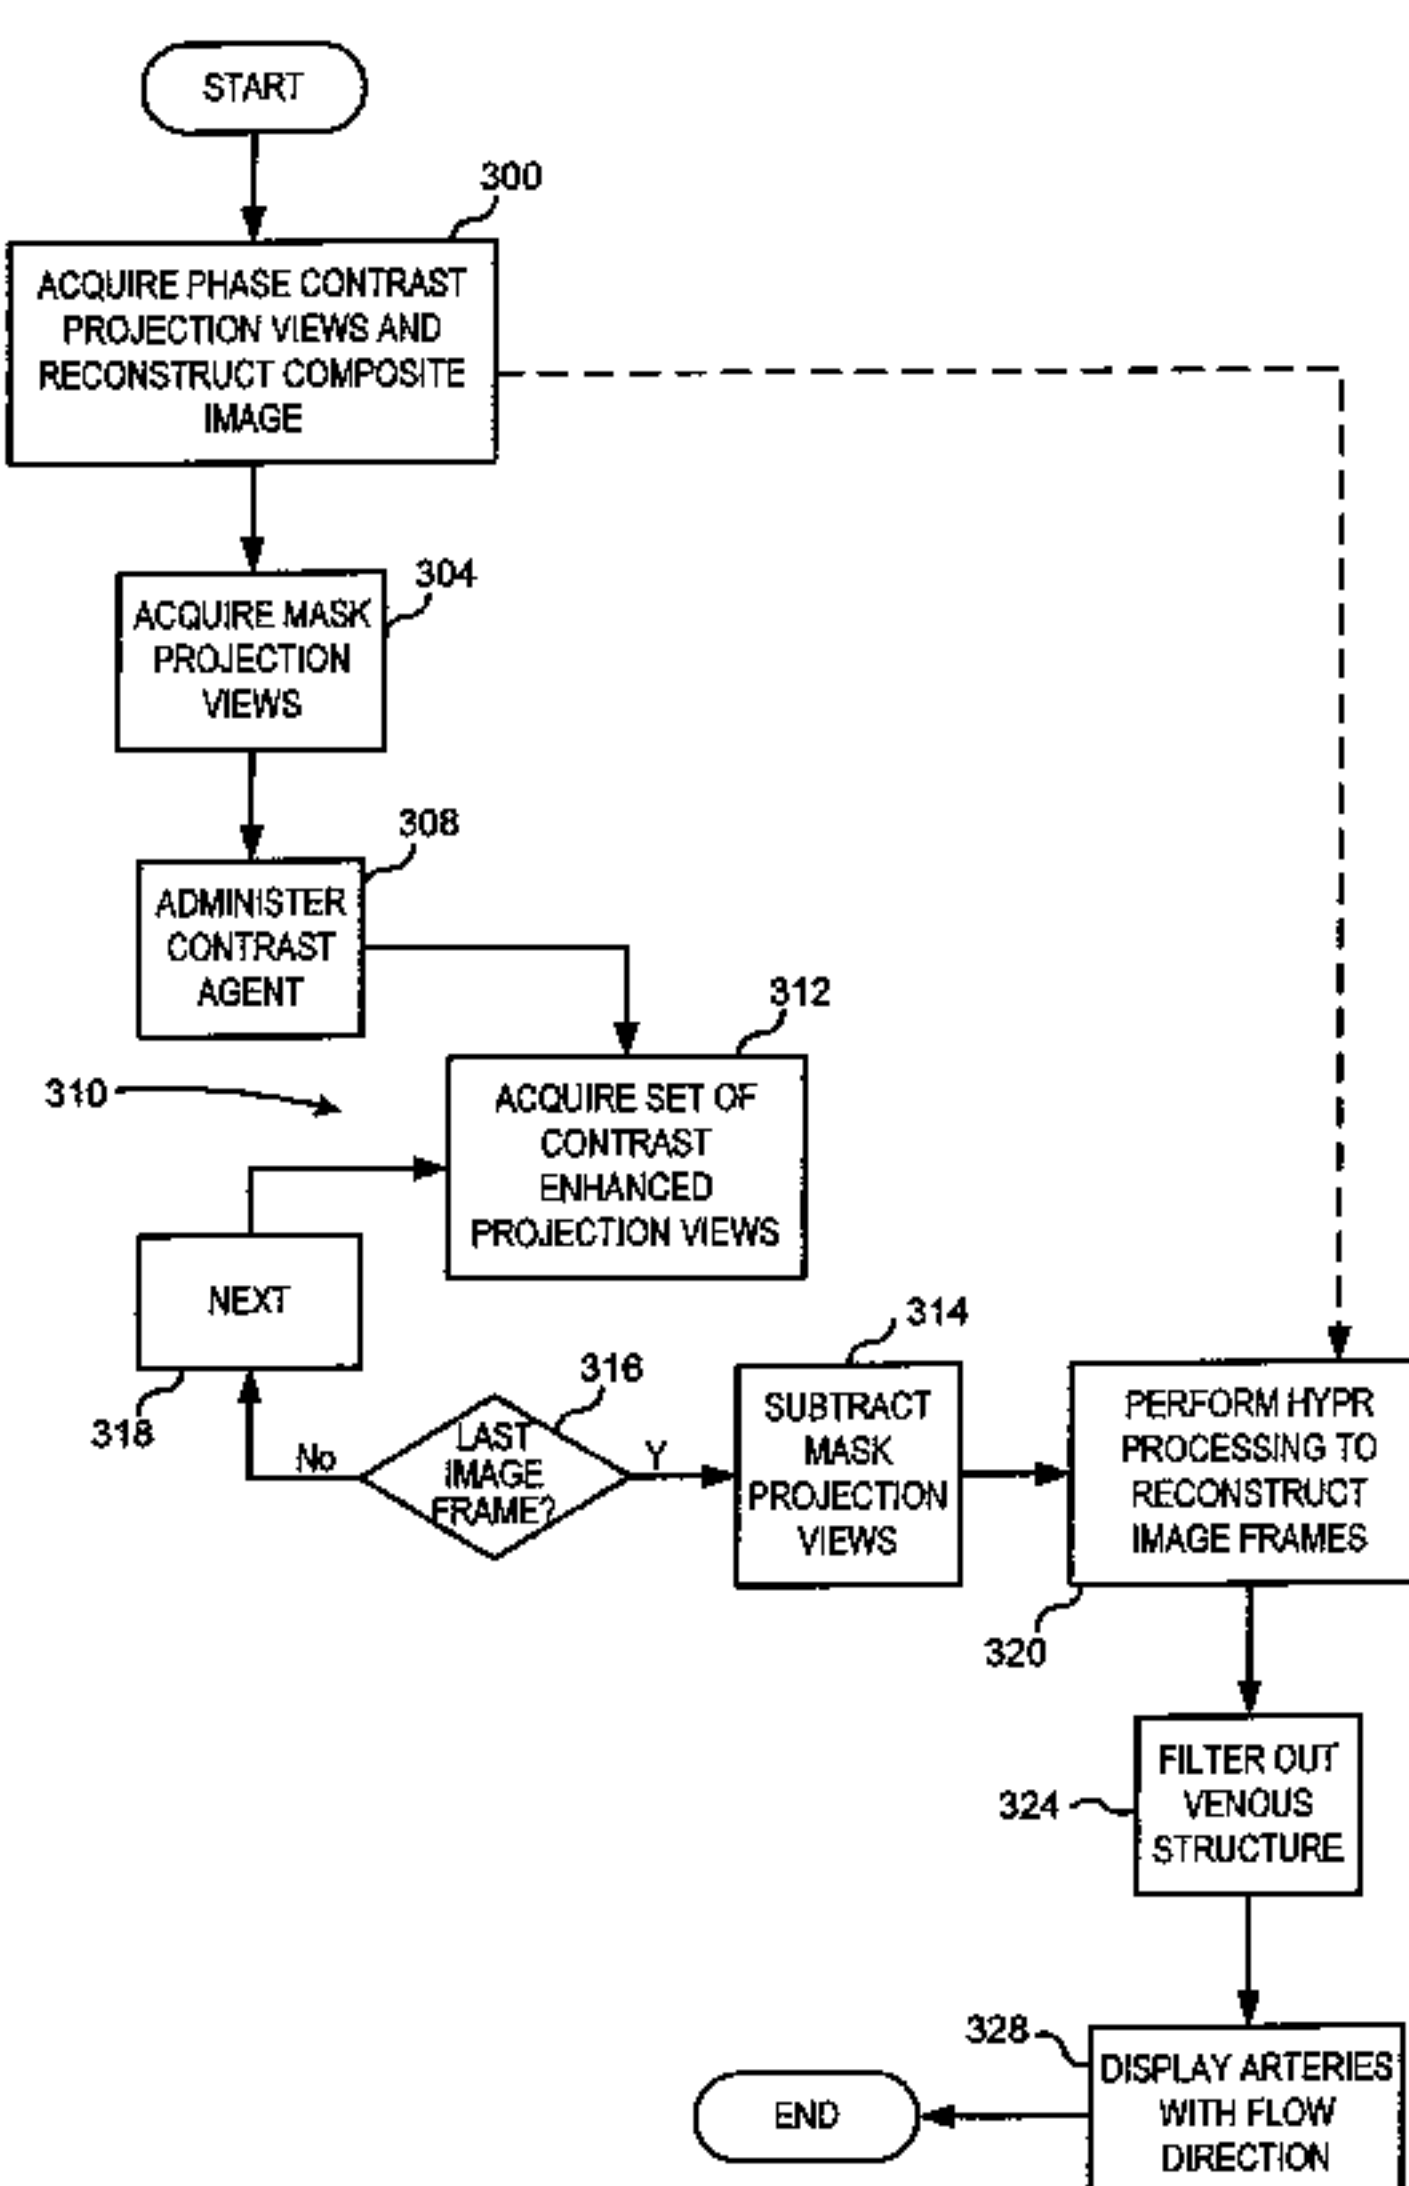 START
300
ACQUIRE PHASE CONTRAST
PROJECTION VIEWS AND
RECONSTRUCT COMPOSITE
IMAGE
304
ACQUIRE MASK
PROJECTION
VIEWS
308
ADMINISTER
CONTRAST
AGENT
312
310
ACQUIRE SET OF
CONTRAST
ENHANCED
PROJECTION VIEWS
NEXT
318
316
LAST
IMAGE
FRAME?
No
Y
314
SUBTRACT
MASK
PROJECTION
VIEWS
PERFORM HYPR
PROCESSING TO
RECONSTRUCT
IMAGE FRAMES
320
324
FILTER OUT
VENOUS
STRUCTURE
328
DISPLAY ARTERIES
WITH FLOW
DIRECTION
END